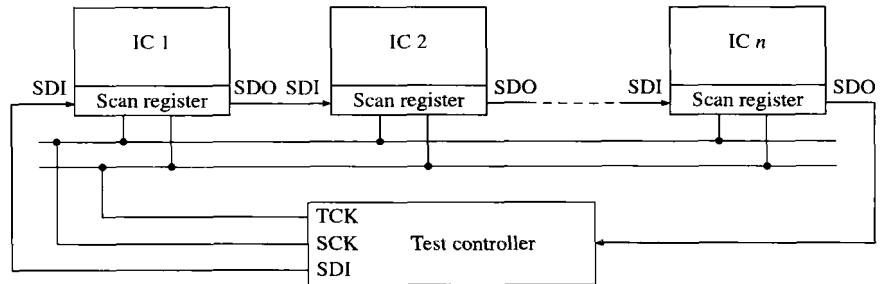 IC 1
IC 2
IC n
SDI
Scan register
SDO
SDI
Scan register
SDO
SDI
Scan register
SDO
TCK
SCK
Test controller
SDI